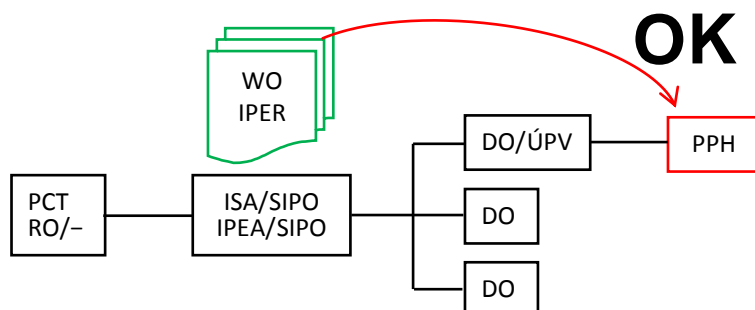 OK
WO
IPER
DO/ÚPV
PPH
PCT
RO/–
ISA/SIPO
IPEA/SIPO
DO
DO